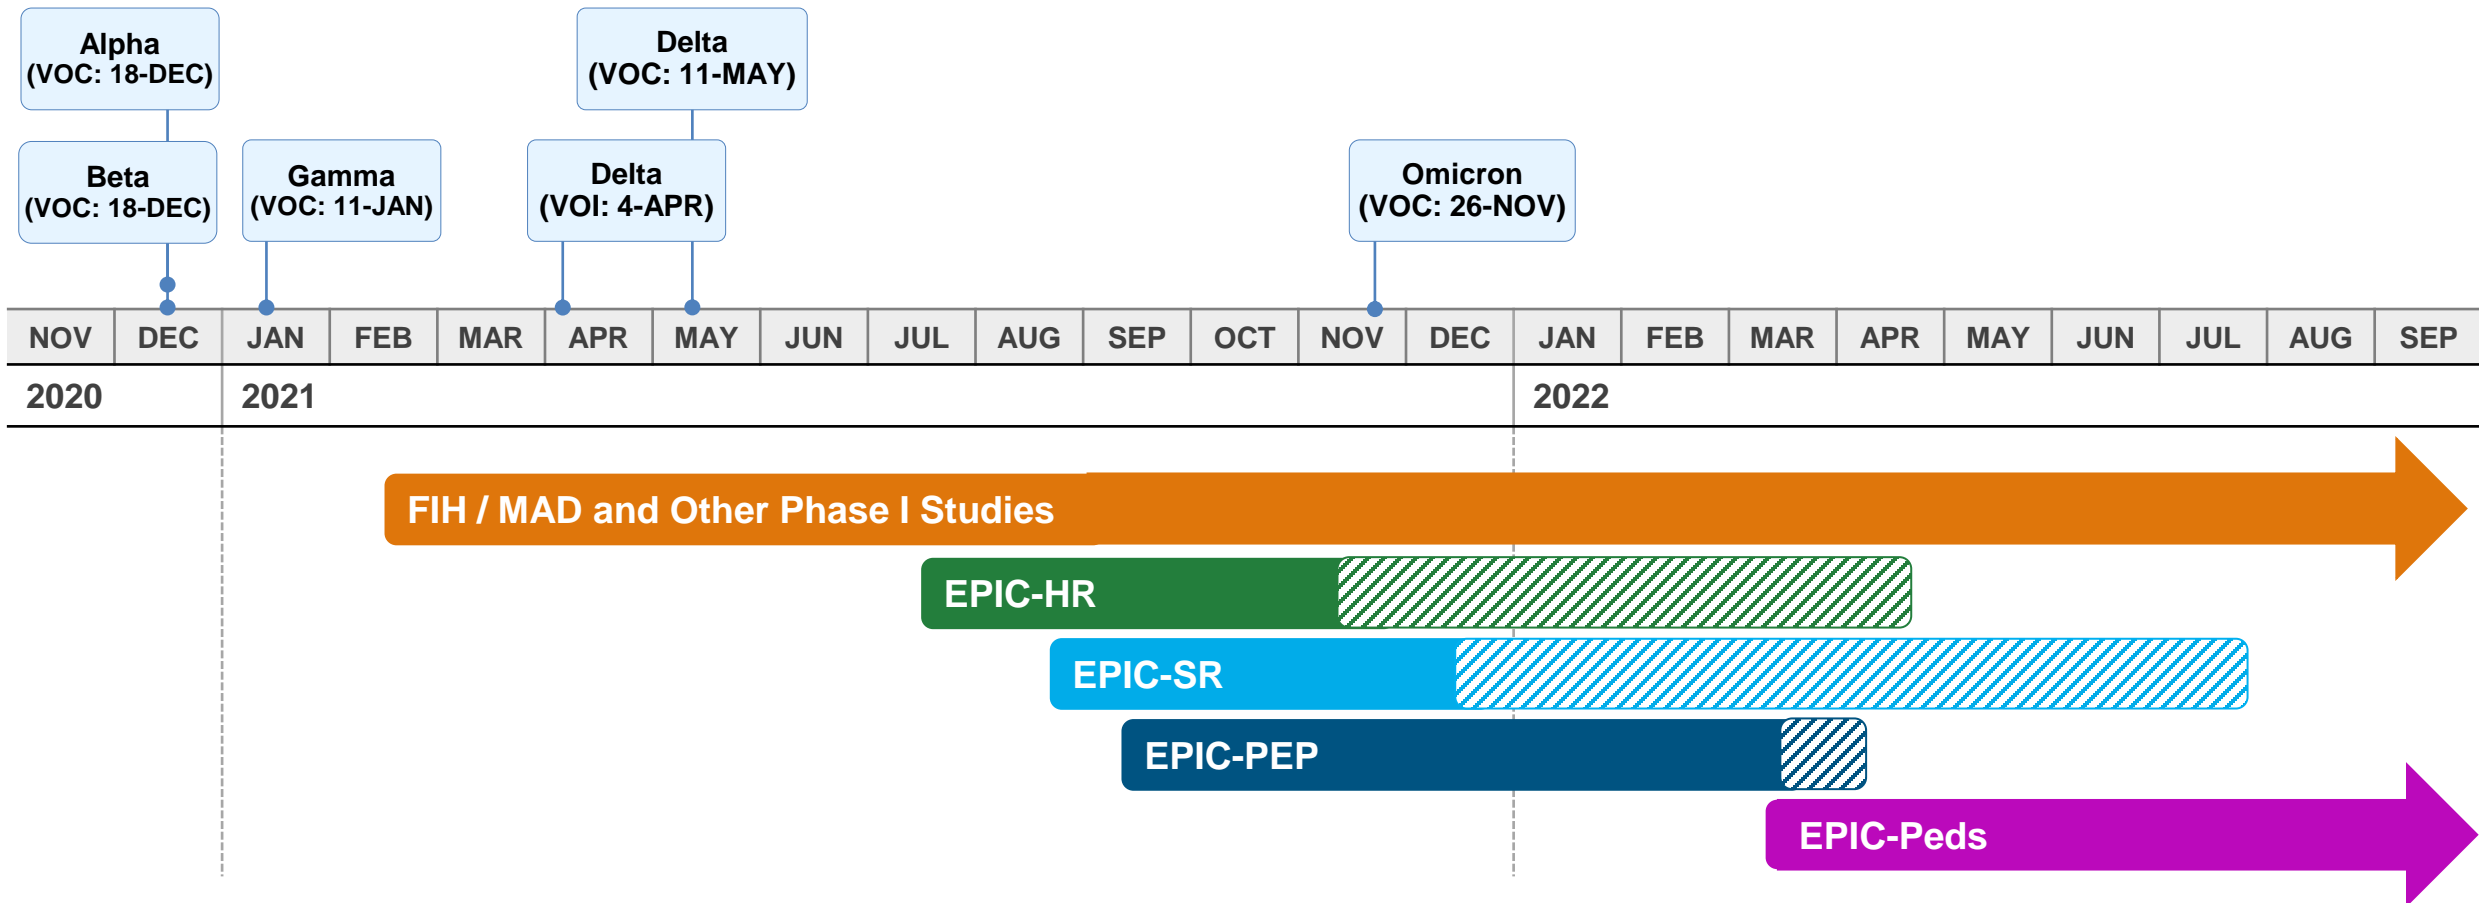 Alpha
(VOC: 18-DEC)
Delta
(VOC: 11-MAY)
Beta
(VOC: 18-DEC)
Gamma
(VOC: 11-JAN)
Delta
(VOI: 4-APR)
Omicron
(VOC: 26-NOV)
NOV DEC JAN FEB MAR APR MAY JUN JUL AUG SEP OCT NOV DEC JAN FEB MAR APR MAY JUN JUL AUG SEP
2020 2021 2022
FIH / MAD and Other Phase I Studies
EPIC-HR
EPIC-SR
EPIC-PEP
EPIC-Peds